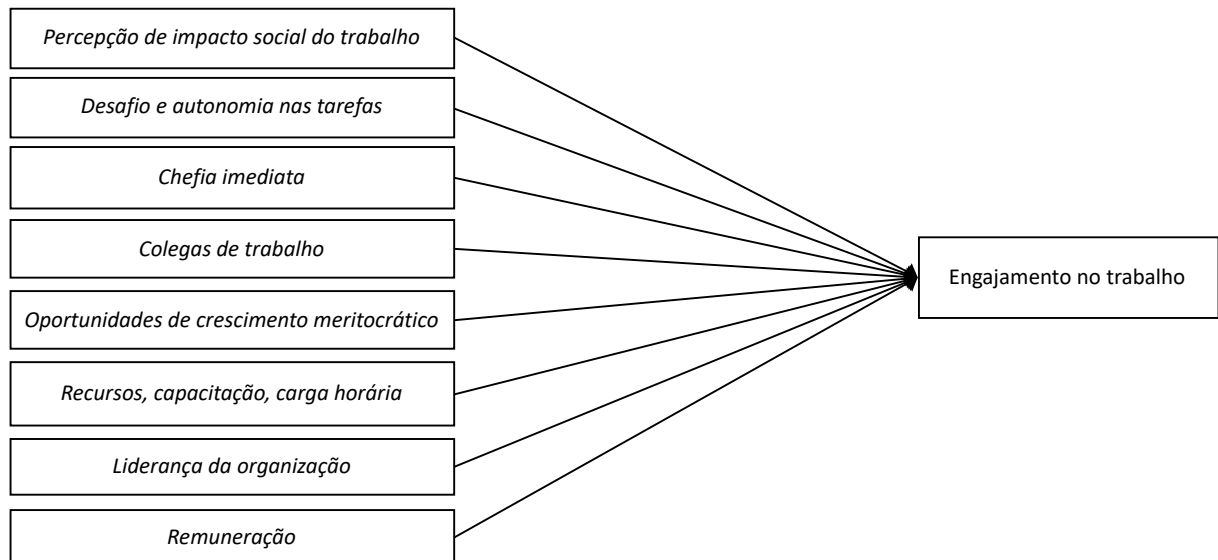 Percepção de impacto social do trabalho
Desafio e autonomia nas tarefas
Chefia imediata
Colegas de trabalho
Engajamento no trabalho
Oportunidades de crescimento meritocrático
Recursos, capacitação, carga horária
Liderança da organização
Remuneração